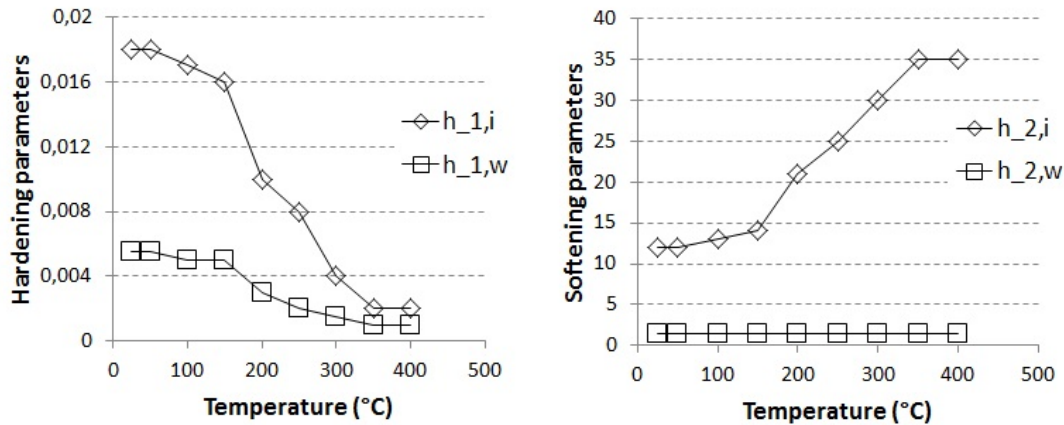 0,02
0,016
0,012
0,008
0,004
0
Hardening parameters
0 100 200 300 400 500
Temperature (°C)
h_1,i
h_1,w
40
35
30
25
20
15
10
5
0
Softening parameters
0 100 200 300 400 500
Temperature (°C)
h_2,i
h_2,w